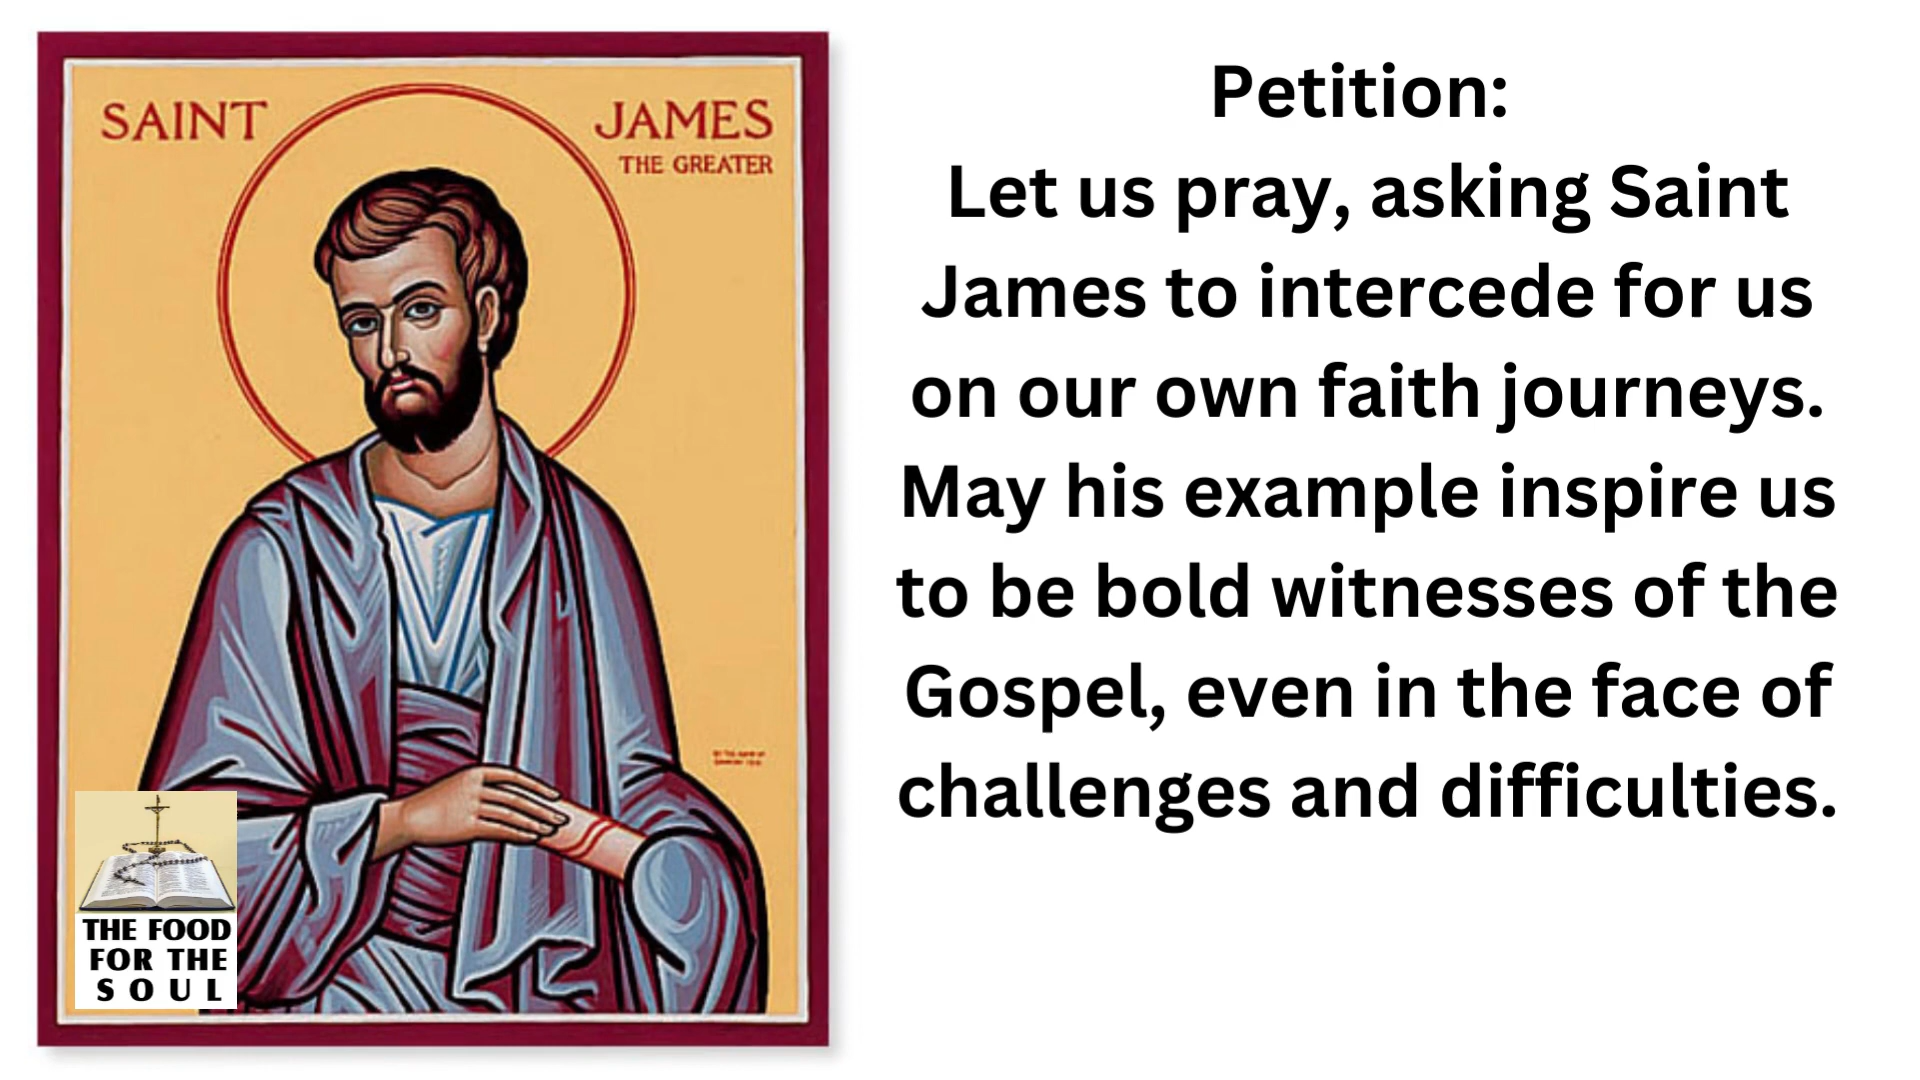 SAINT JAMES
THE GREATER
Petition:
Let us pray, asking Saint
James to intercede for us
on our own faith journeys.
May his example inspire us
to be bold witnesses of the
Gospel, even in the face of
challenges and difficulties.
THE FOOD
FOR THE
SOUL